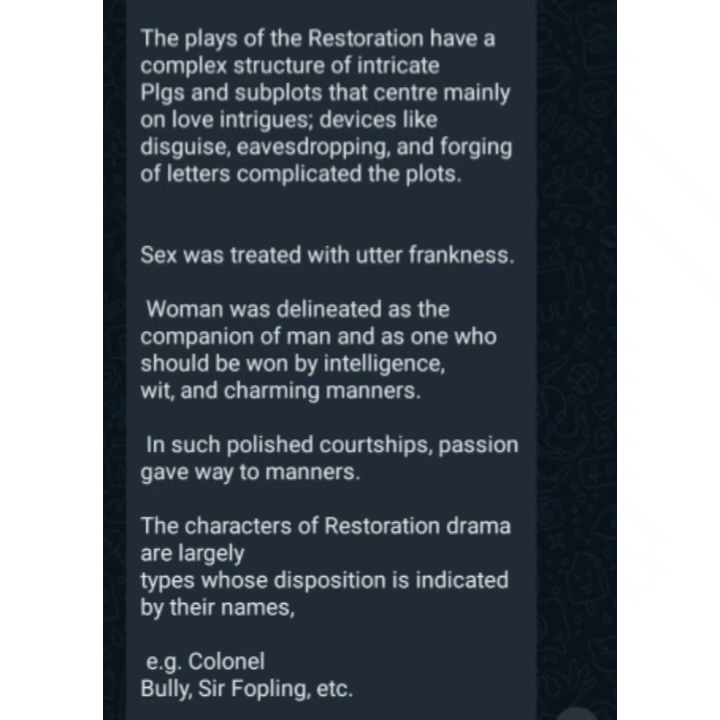 The plays of the Restoration have a
complex structure of intricate
Plgs and subplots that centre mainly
on love intrigues; devices like
disguise, eavesdropping, and forging
of letters complicated the plots.
Sex was treated with utter frankness.
Woman was delineated as the
companion of man and as one who
should be won by intelligence,
wit, and charming manners.
In such polished courtships, passion
gave way to manners.
The characters of Restoration drama
are largely
types whose disposition is indicated
by their names,
e.g. Colonel
Bully, Sir Fopling, etc.